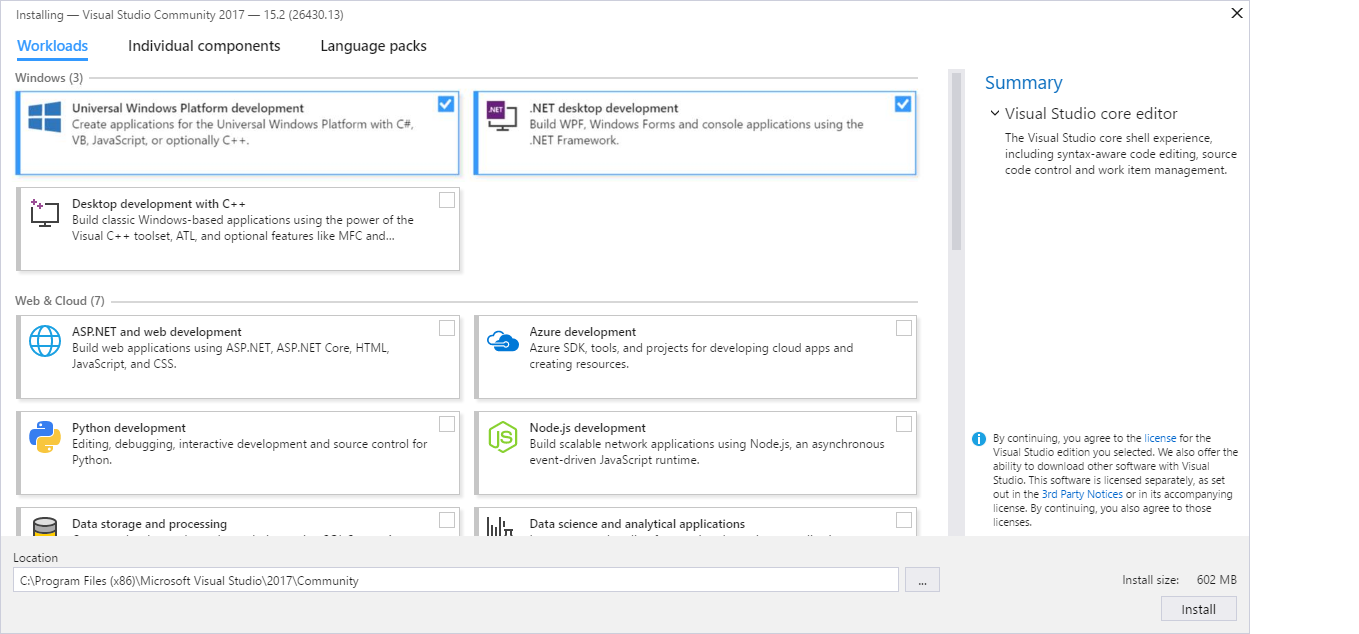 Installing — Visual Studio Community 2017 — 15.2 (26430.13)
Workloads
Individual components
Language packs
Windows (3)
Universal Windows Platform development
Create applications for the Universal Windows Platform with C#,
VB, JavaScript, or optionally C++.
.NET
.NET desktop development
Build WPF, Windows Forms and console applications using the
.NET Framework.
Desktop development with C++
Build classic Windows-based applications using the power of the
Visual C++ toolset, ATL, and optional features like MFC and...
Web & Cloud (7)
ASP.NET and web development
Build web applications using ASP.NET, ASP.NET Core, HTML,
JavaScript, and CSS.
Azure development
Azure SDK, tools, and projects for developing cloud apps and
creating resources.
Python development
Editing, debugging, interactive development and source control for
Python.
JS
Node.js development
Build scalable network applications using Node.js, an asynchronous
event-driven JavaScript runtime.
Data storage and processing
Data science and analytical applications
Summary
Visual Studio core editor
The Visual Studio core shell experience,
including syntax-aware code editing, source
code control and work item management.
By continuing, you agree to the license for the
Visual Studio edition you selected. We also offer the
ability to download other software with Visual
Studio. This software is licensed separately, as set
out in the 3rd Party Notices or in its accompanying
license. By continuing, you also agree to those
licenses.
Location
C:\Program Files (x86)\Microsoft Visual Studio\2017\Community
...
Install size: 602 MB
Install